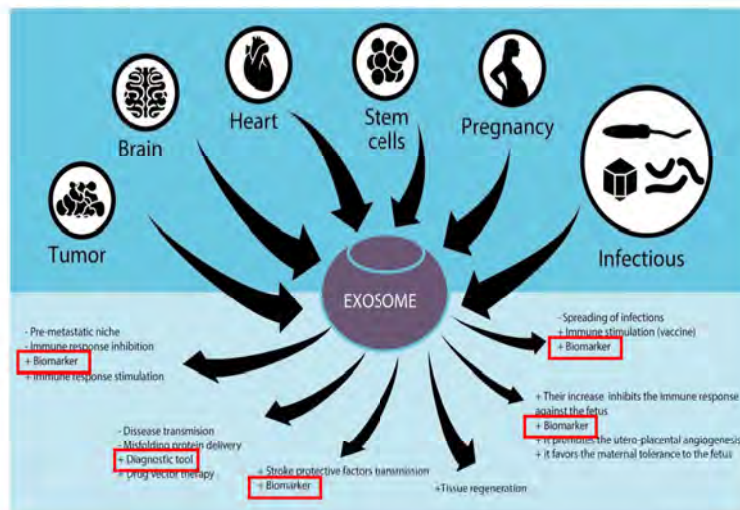 Heart
Stem
cells
Pregnancy
Brain
Tumor
Infectious
EXOSOME
- Pre-metastatic niche
- Immune response inhibition
+ Biomarker
+ Immune response stimulation
- Spreading of infections
+ Immune stimulation (vaccine)
+ Biomarker
+ Their increase inhibits the immune response
against the fetus
+ Biomarker
+ It promotes the utero-placental angiogenesis
+ it favors the maternal tolerance to the fetus
- Dissease transmision
- Misfolding protein delivery
+ Diagnostic tool
+ Drug vector therapy
+ Stroke protective factors transmission
+ Biomarker
+Tissue regeneration